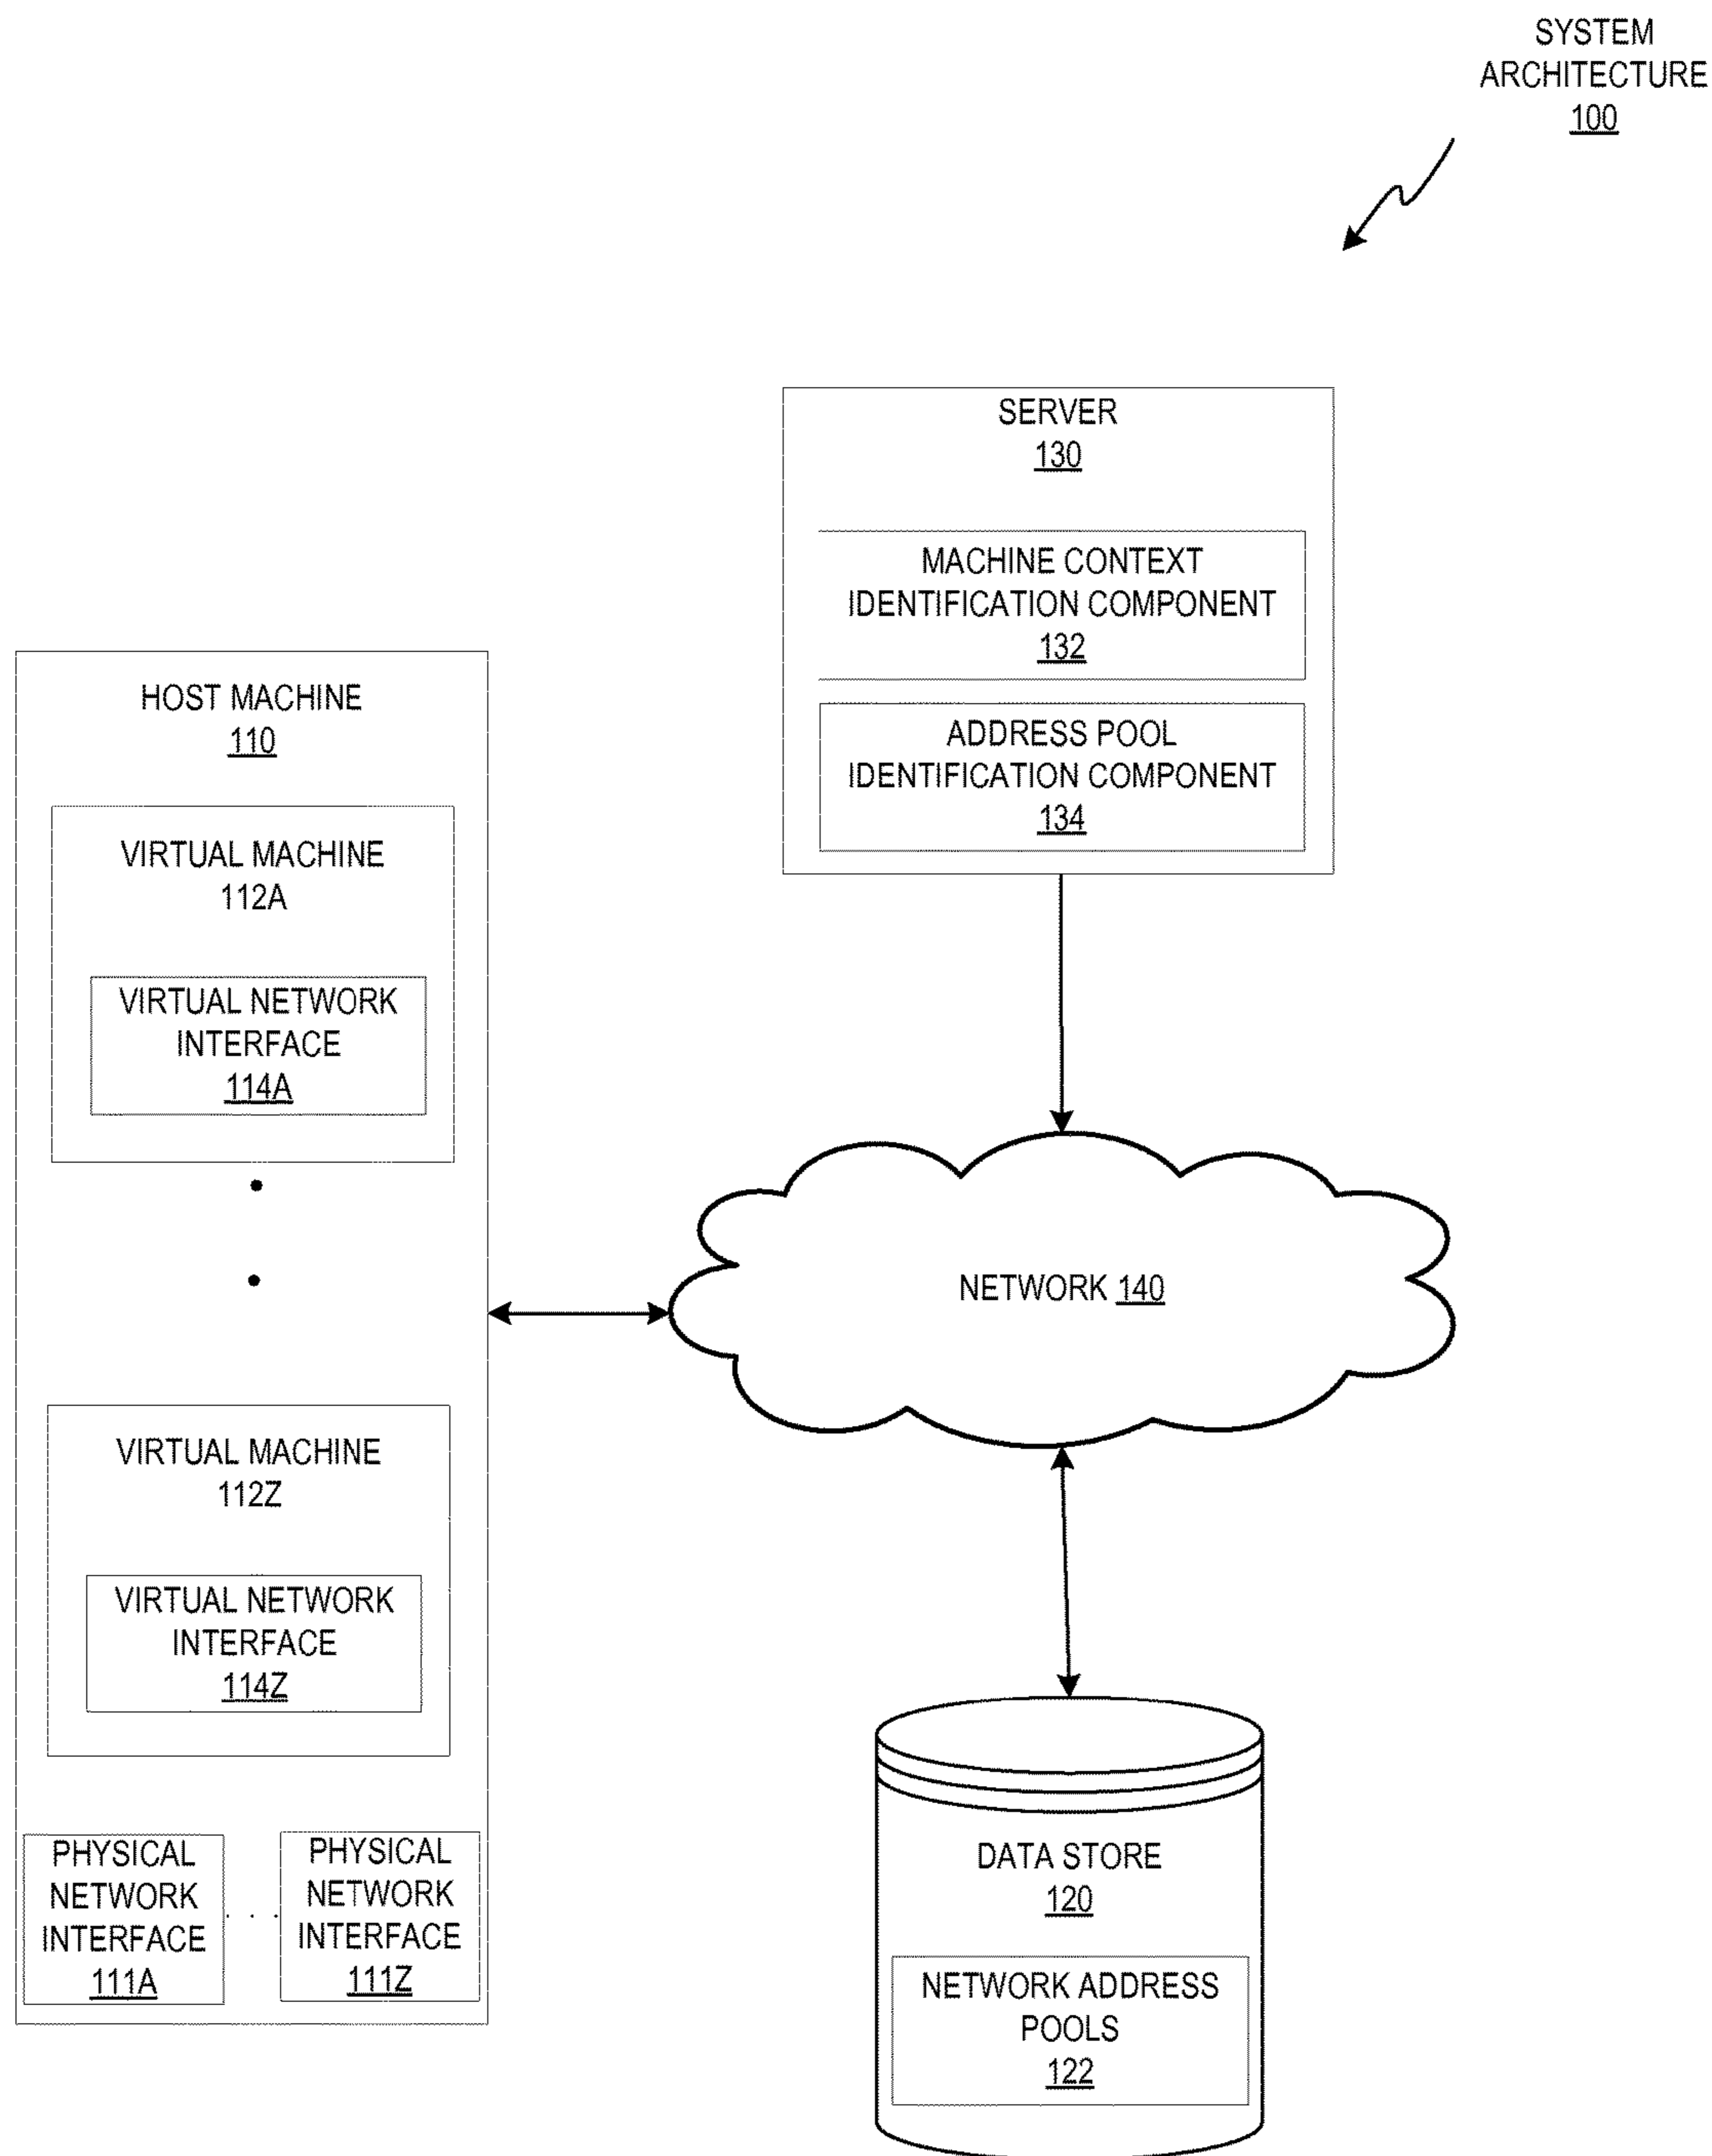 SYSTEM
ARCHITECTURE
100
SERVER
130
MACHINE CONTEXT
IDENTIFICATION COMPONENT
132
ADDRESS POOL
IDENTIFICATION COMPONENT
134
HOST MACHINE
110
VIRTUAL MACHINE
112A
VIRTUAL NETWORK
INTERFACE
114A
NETWORK 140
VIRTUAL MACHINE
112Z
VIRTUAL NETWORK
INTERFACE
114Z
PHYSICAL
NETWORK
INTERFACE
111A
PHYSICAL
NETWORK
INTERFACE
111Z
DATA STORE
120
NETWORK ADDRESS
POOLS
122